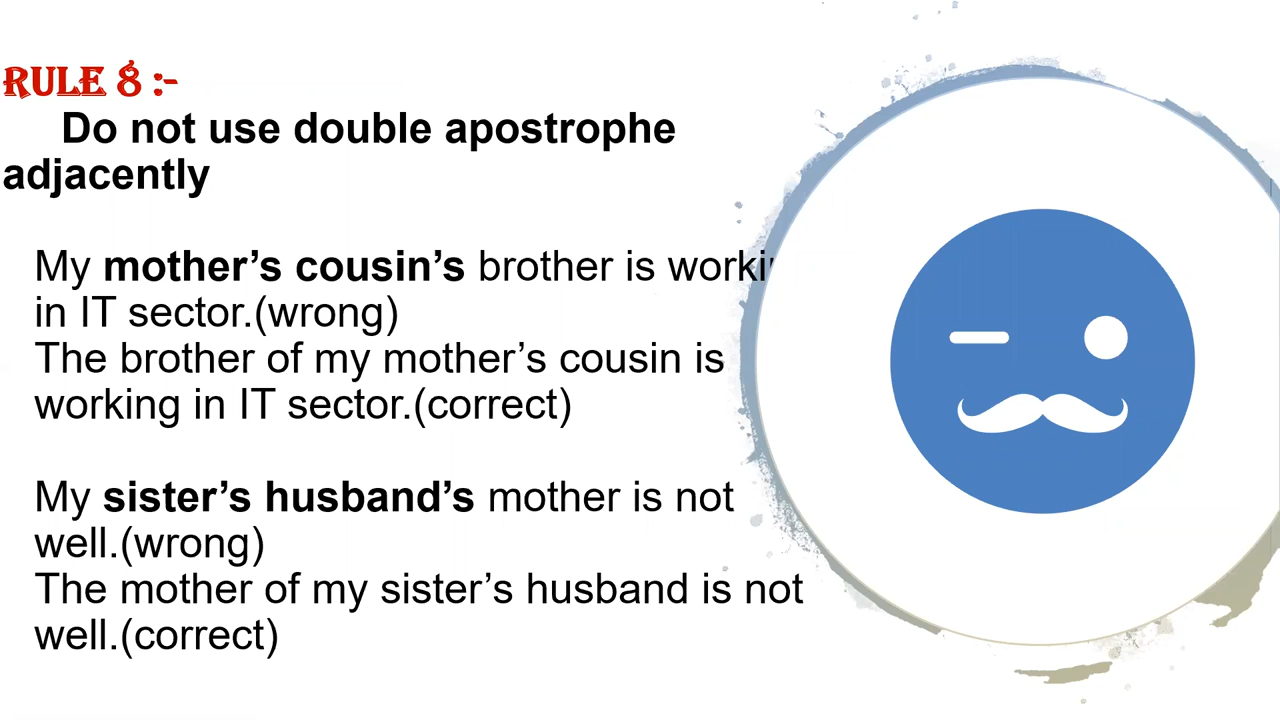 RULE 8 :-
Do not use double apostrophe
adjacently
My mother’s cousin’s brother is
in IT sector.(wrong)
The brother of my mother’s cousin is
working in IT sector.(correct)
My sister’s husband’s mother is not
well.(wrong)
The mother of my sister’s husband is not
well.(correct)